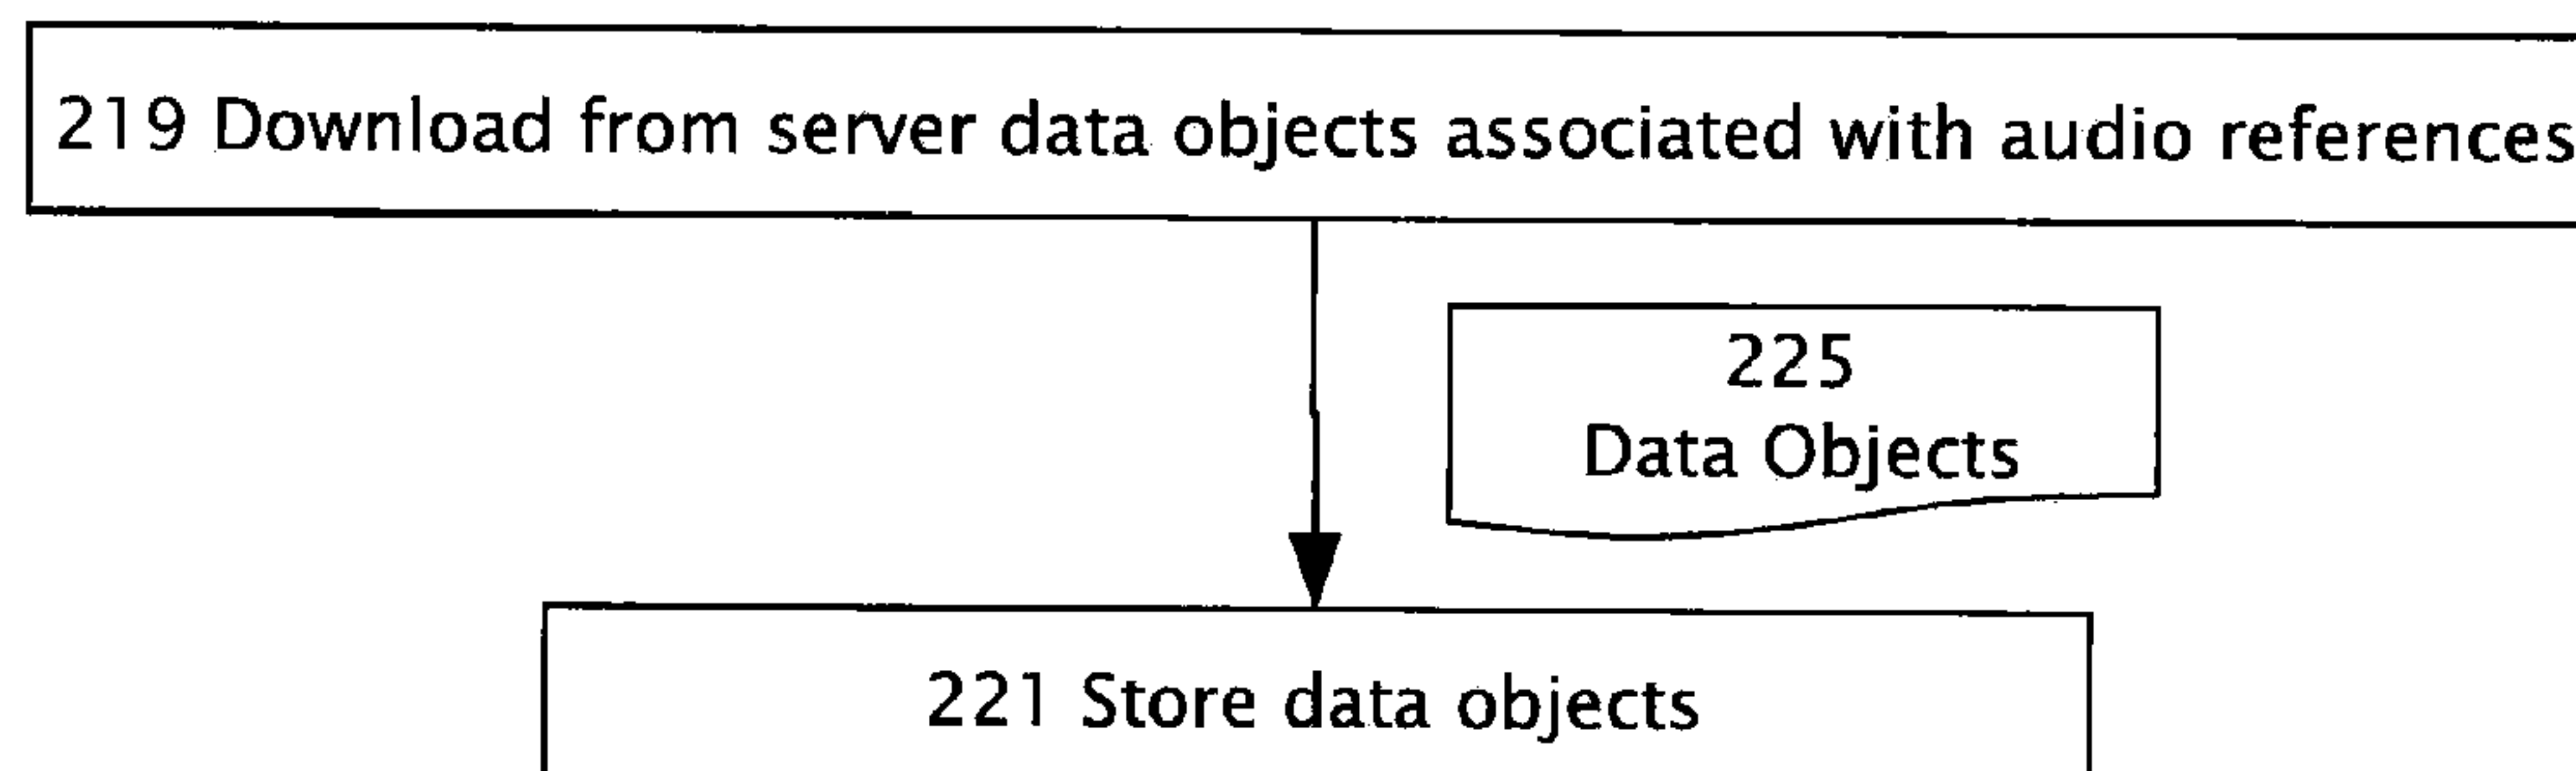 219 Download from server data objects associated with audio references
225
Data Objects
221 Store data objects